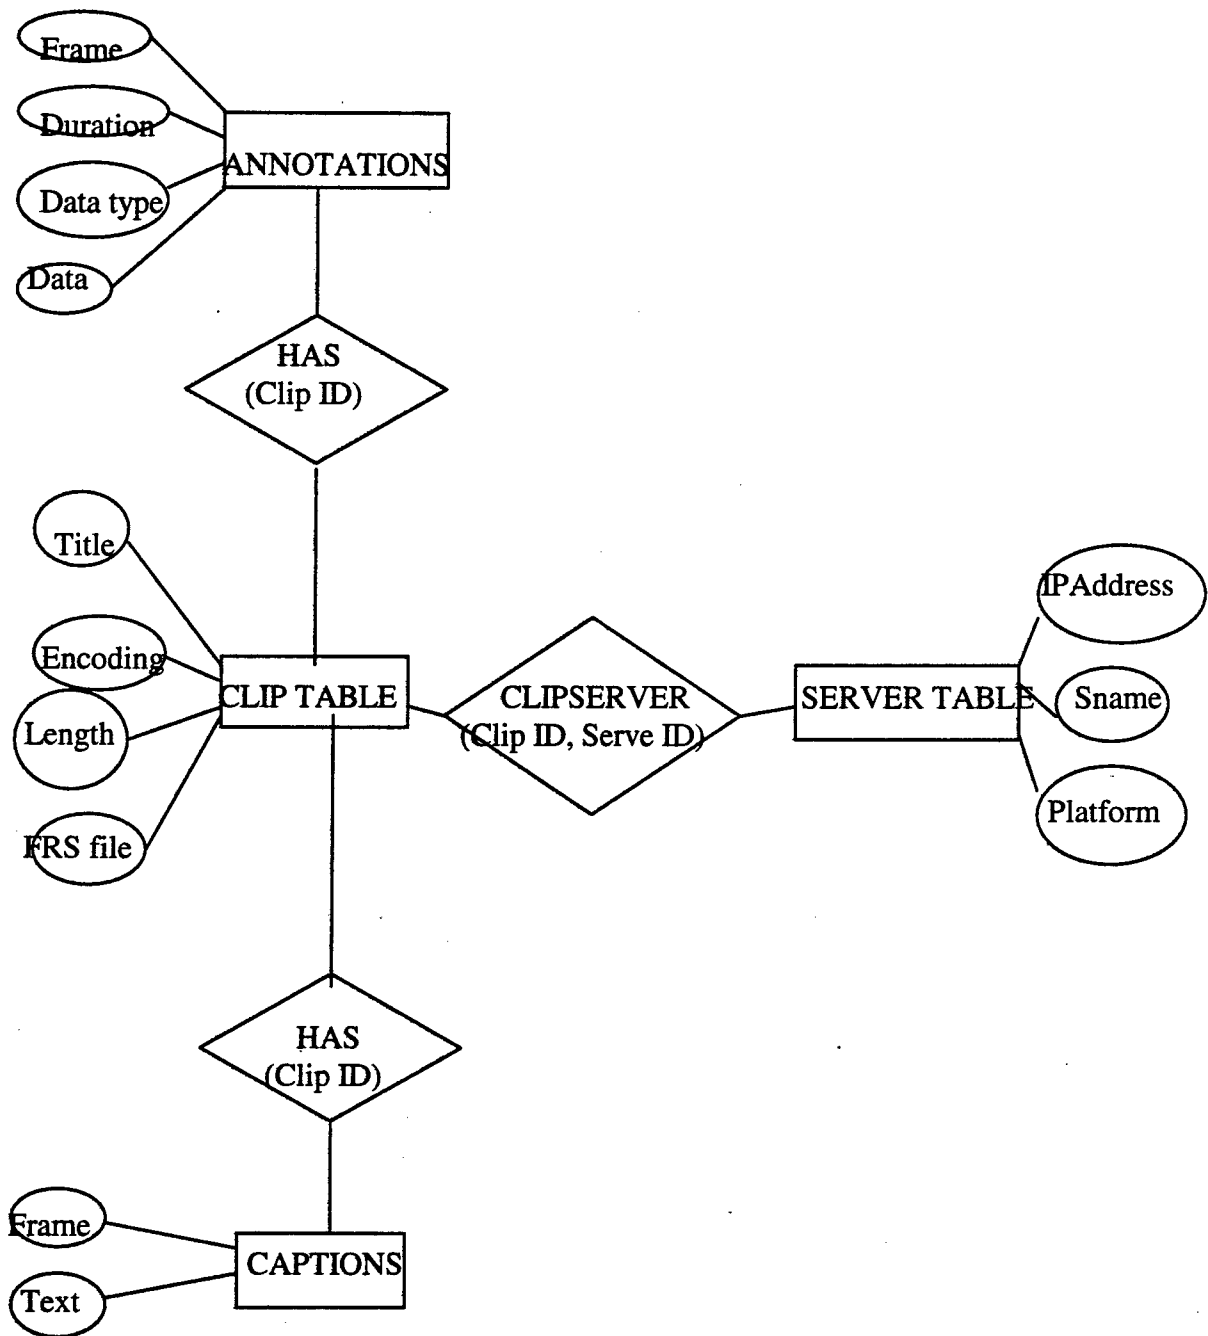 Frame
Duration
ANNOTATIONS
Data type
Data
HAS
(Clip ID)
Title
IPAddress
Encoding
CLIP TABLE
CLIPSERVER
(Clip ID, Serve ID)
SERVER TABLE
Sname
Length
Platform
FRS file
HAS
(Clip ID)
Frame
CAPTIONS
Text